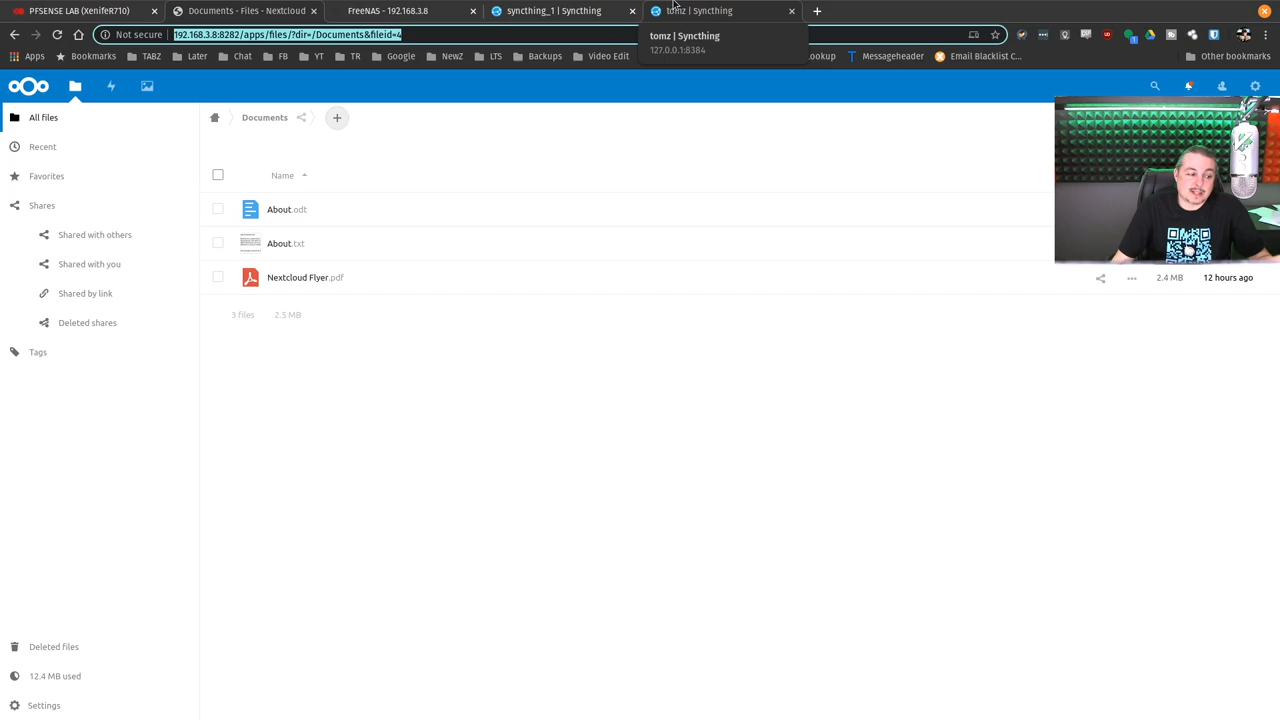 PFSENSE LAB (XenifeR710)
Documents - Files - Nextcloud
FreeNAS - 192.168.3.8
syncthing_1 | Syncthing
tomz | Syncthing
Not secure
192.168.3.8:8282/apps/files/?dir=/Documents&fileid=4
tomz | Syncthing
127.0.0.1:8384
Apps
Bookmarks
TABZ
Later
Chat
FB
YT
TR
Google
NewZ
LTS
Backups
Video Edit
ookup
Messageheader
Email Blacklist C...
Other bookmarks
All files
Recent
Favorites
Shares
Shared with others
Shared with you
Shared by link
Deleted shares
Tags
Documents
Name
About.odt
About.txt
Nextcloud Flyer.pdf
2.4 MB
12 hours ago
3 files
2.5 MB
Deleted files
12.4 MB used
Settings